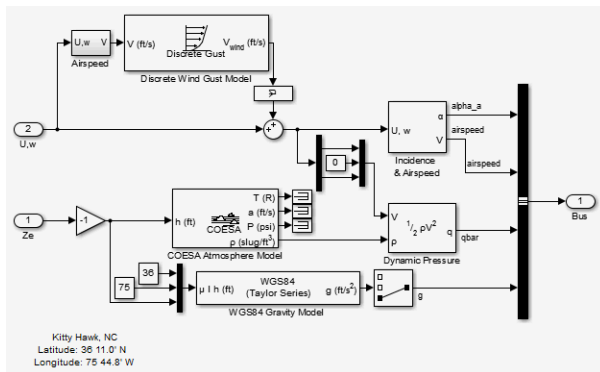 U,w V
Airspeed
V (ft/s) Discrete Gust V wind (ft/s)
Discrete Wind Gust Model
2
U,w
+
+
U, w
α
V
Incidence
& Airspeed
alpha_a
airspeed
airspeed
0
1
Ze
-1
h (ft)
COESA
T (R)
a (ft/s)
P (psi)
ρ (slug/ft³)
COESA Atmosphere Model
V
ρ
½ ρV²
q
Dynamic Pressure
qbar
1
Bus
36
75
μ l h (ft)
WGS84
(Taylor Series)
g (ft/s²)
WGS84 Gravity Model
g
Kitty Hawk, NC
Latitude: 36 11.0' N
Longitude: 75 44.8' W